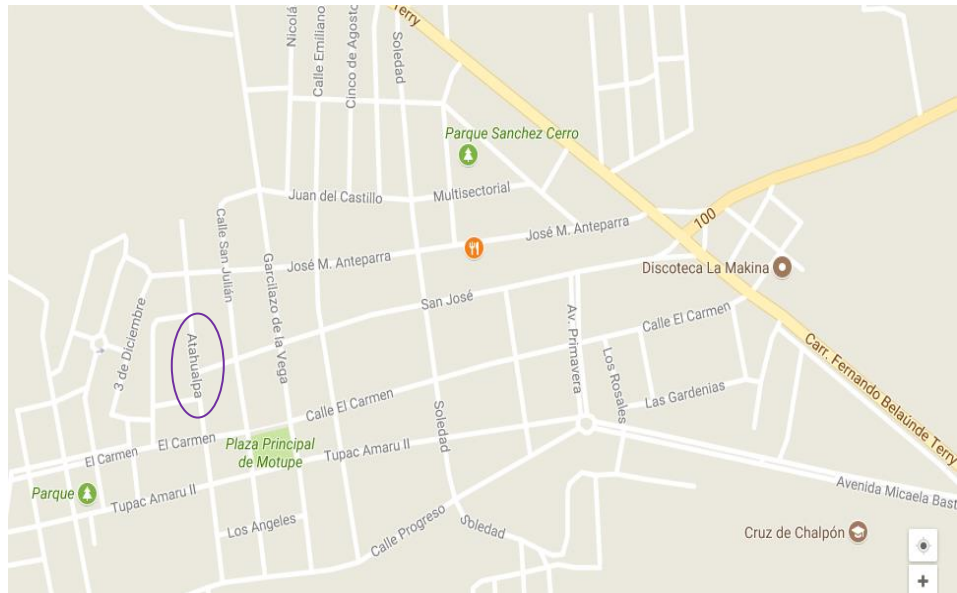 Terry
Nicolá
Calle Emiliano
Cinco de Agosto
Soledad
Parque Sanchez Cerro
Juan del Castillo
Multisectorial
Calle San Julián
José M. Anteparra
José M. Anteparra
100
Garcilazo de la Vega
Discoteca La Makina
San José
Calle El Carmen
3 de Diciembre
Atahualpa
Av. Primavera
Los Rosales
Carr. Fernando Belaúnde Terry
Las Gardenias
Calle El Carmen
Soledad
El Carmen
El Carmen
Plaza Principal
de Motupe
Tupac Amaru II
Parque
Tupac Amaru II
Avenida Micaela Bast
Los Angeles
Calle Progreso
Soledad
Cruz de Chalpón
+